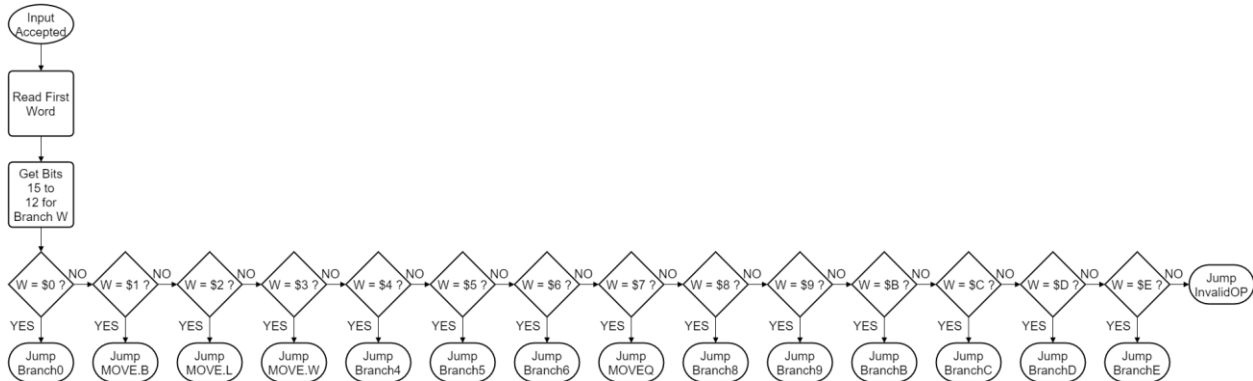 Input
Accepted
Read First
Word
Get Bits
15 to
12 for
Branch W
W = $0 ?
NO
W = $1 ?
NO
W = $2 ?
NO
W = $3 ?
NO
W = $4 ?
NO
W = $5 ?
NO
W = $6 ?
NO
W = $7 ?
NO
W = $8 ?
NO
W = $9 ?
NO
W = $B ?
NO
W = $C ?
NO
W = $D ?
NO
W = $E ?
NO
Jump
InvalidOP
YES
YES
YES
YES
YES
YES
YES
YES
YES
YES
YES
YES
YES
YES
Jump
Branch0
Jump
MOVE.B
Jump
MOVE.L
Jump
MOVE.W
Jump
Branch4
Jump
Branch5
Jump
Branch6
Jump
MOVEQ
Jump
Branch8
Jump
Branch9
Jump
BranchB
Jump
BranchC
Jump
BranchD
Jump
BranchE